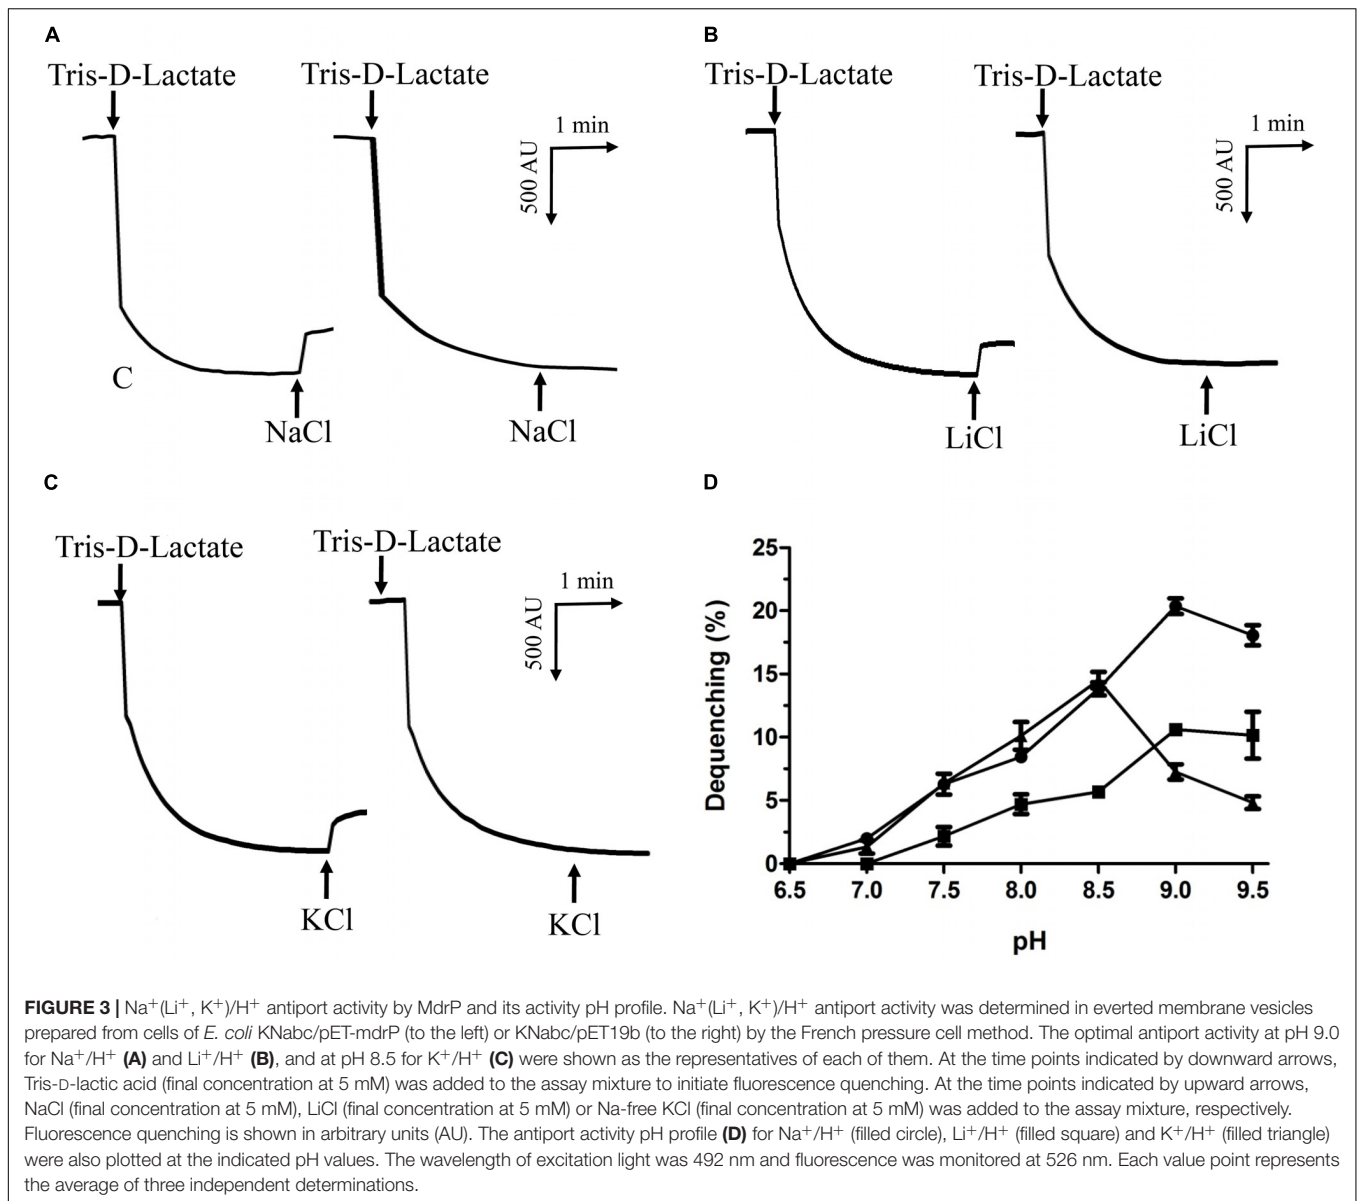 A
Tris-D-Lactate
Tris-D-Lactate
1 min
500 AU
C
NaCl
NaCl
B
Tris-D-Lactate
Tris-D-Lactate
1 min
500 AU
LiCl
LiCl
C
Tris-D-Lactate
Tris-D-Lactate
1 min
500 AU
KCl
KCl
D
Dequenching (%)
25
20
15
10
5
0
6.5 7.0 7.5 8.0 8.5 9.0 9.5
pH
FIGURE 3 | Na⁺(Li⁺, K⁺)/H⁺ antiport activity by MdrP and its activity pH profile. Na⁺(Li⁺, K⁺)/H⁺ antiport activity was determined in everted membrane vesicles
prepared from cells of E. coli KNabc/pET-mdrP (to the left) or KNabc/pET19b (to the right) by the French pressure cell method. The optimal antiport activity at pH 9.0
for Na⁺/H⁺ (A) and Li⁺/H⁺ (B), and at pH 8.5 for K⁺/H⁺ (C) were shown as the representatives of each of them. At the time points indicated by downward arrows,
Tris-D-lactic acid (final concentration at 5 mM) was added to the assay mixture to initiate fluorescence quenching. At the time points indicated by upward arrows,
NaCl (final concentration at 5 mM), LiCl (final concentration at 5 mM) or Na-free KCl (final concentration at 5 mM) was added to the assay mixture, respectively.
Fluorescence quenching is shown in arbitrary units (AU). The antiport activity pH profile (D) for Na⁺/H⁺ (filled circle), Li⁺/H⁺ (filled square) and K⁺/H⁺ (filled triangle)
were also plotted at the indicated pH values. The wavelength of excitation light was 492 nm and fluorescence was monitored at 526 nm. Each value point represents
the average of three independent determinations.